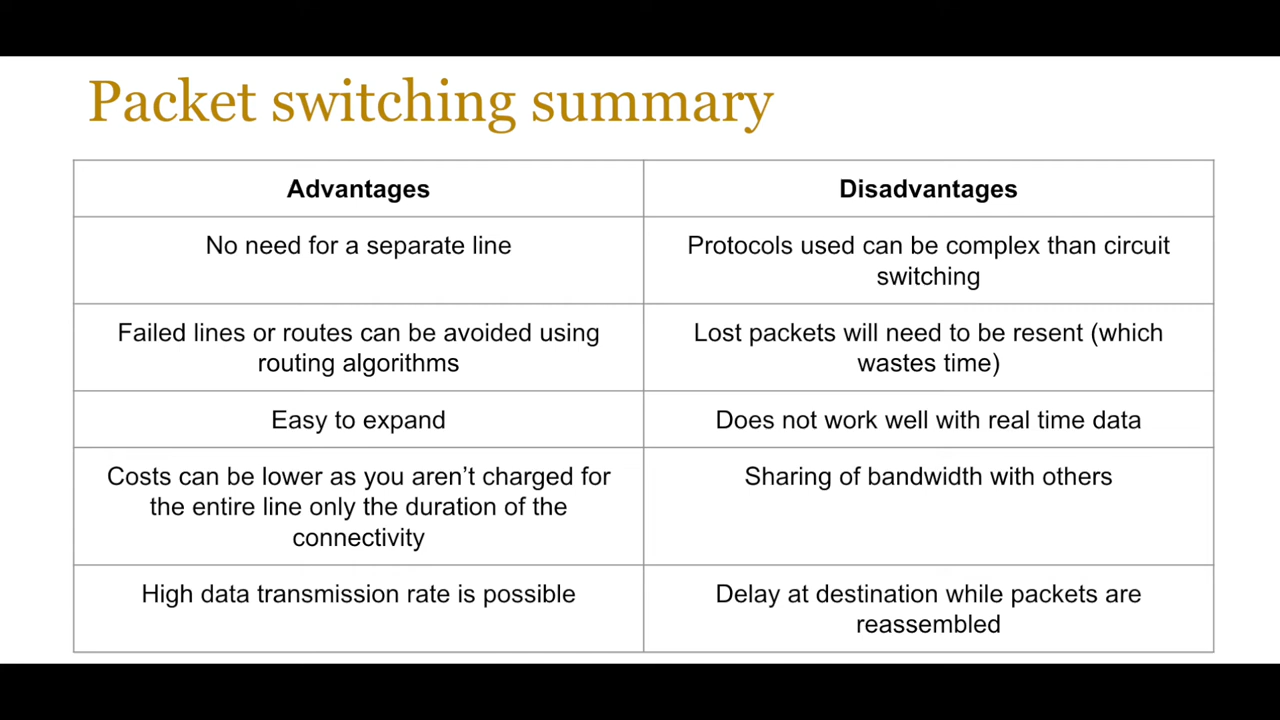 Packet switching summary
Advantages
Disadvantages
No need for a separate line
Protocols used can be complex than circuit
switching
Failed lines or routes can be avoided using
routing algorithms
Lost packets will need to be resent (which
wastes time)
Easy to expand
Does not work well with real time data
Costs can be lower as you aren’t charged for
the entire line only the duration of the
connectivity
Sharing of bandwidth with others
High data transmission rate is possible
Delay at destination while packets are
reassembled